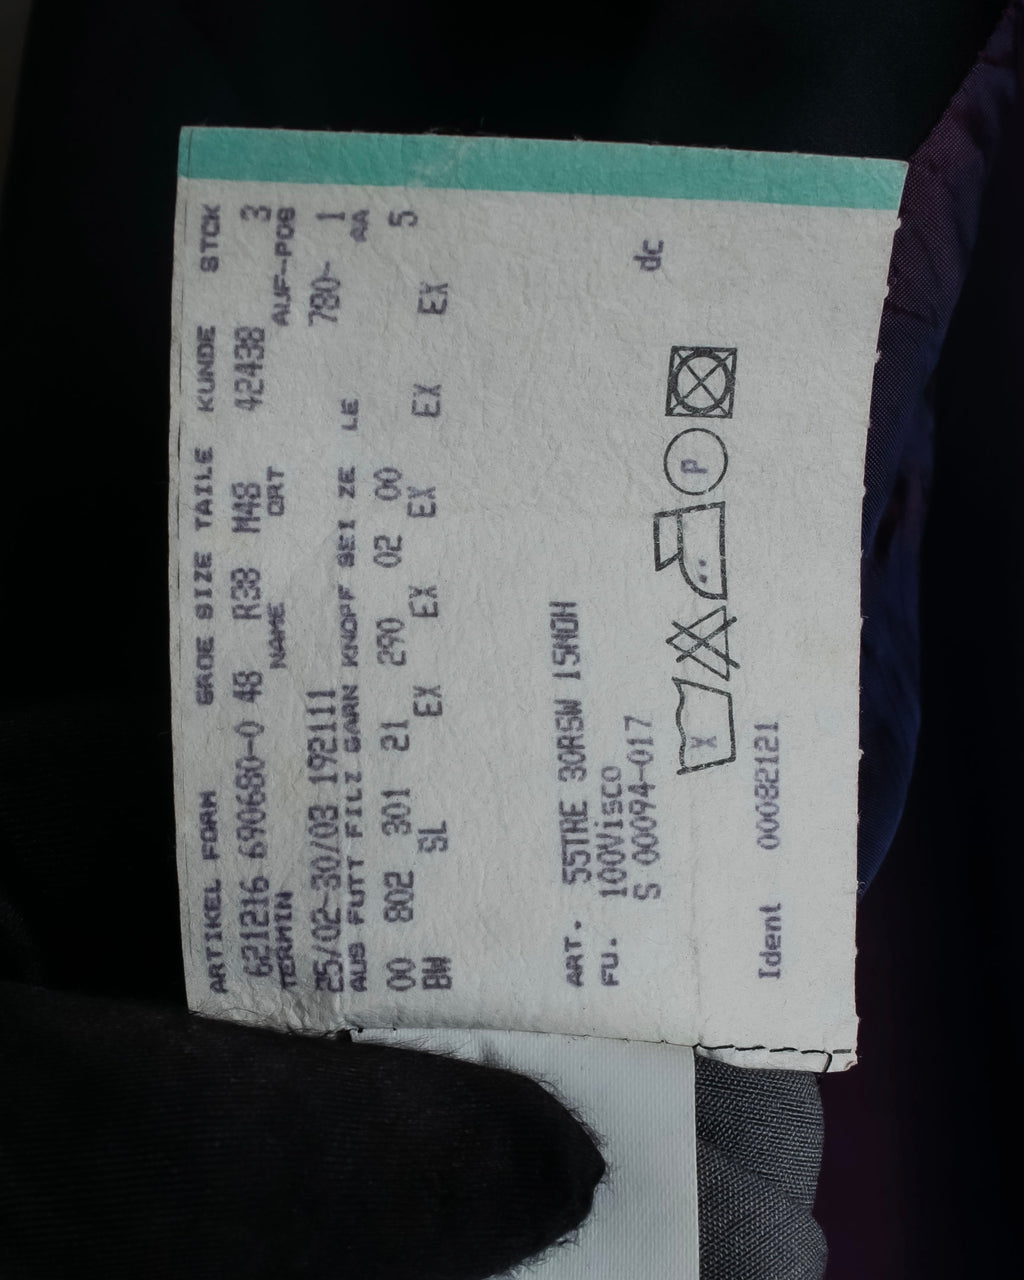 ARTIKEL FORM GROE SIZE TAILE KUNDE STCK
621216 690680-0 48 R38 M48 42438 3
TERMIN NAME ORT AUF-POS
25/02-30/03 192111 780- 1
AUS FUTT FILZ GARN KNOPF SEI ZE LE AA
00 802 301 21 290 02 00 5
BW SL EX EX EX EX EX
ART. 55TRE 30RSW 15MOH
FU. 100Visco
S 00094-017 dc
X P
Ident 00082121